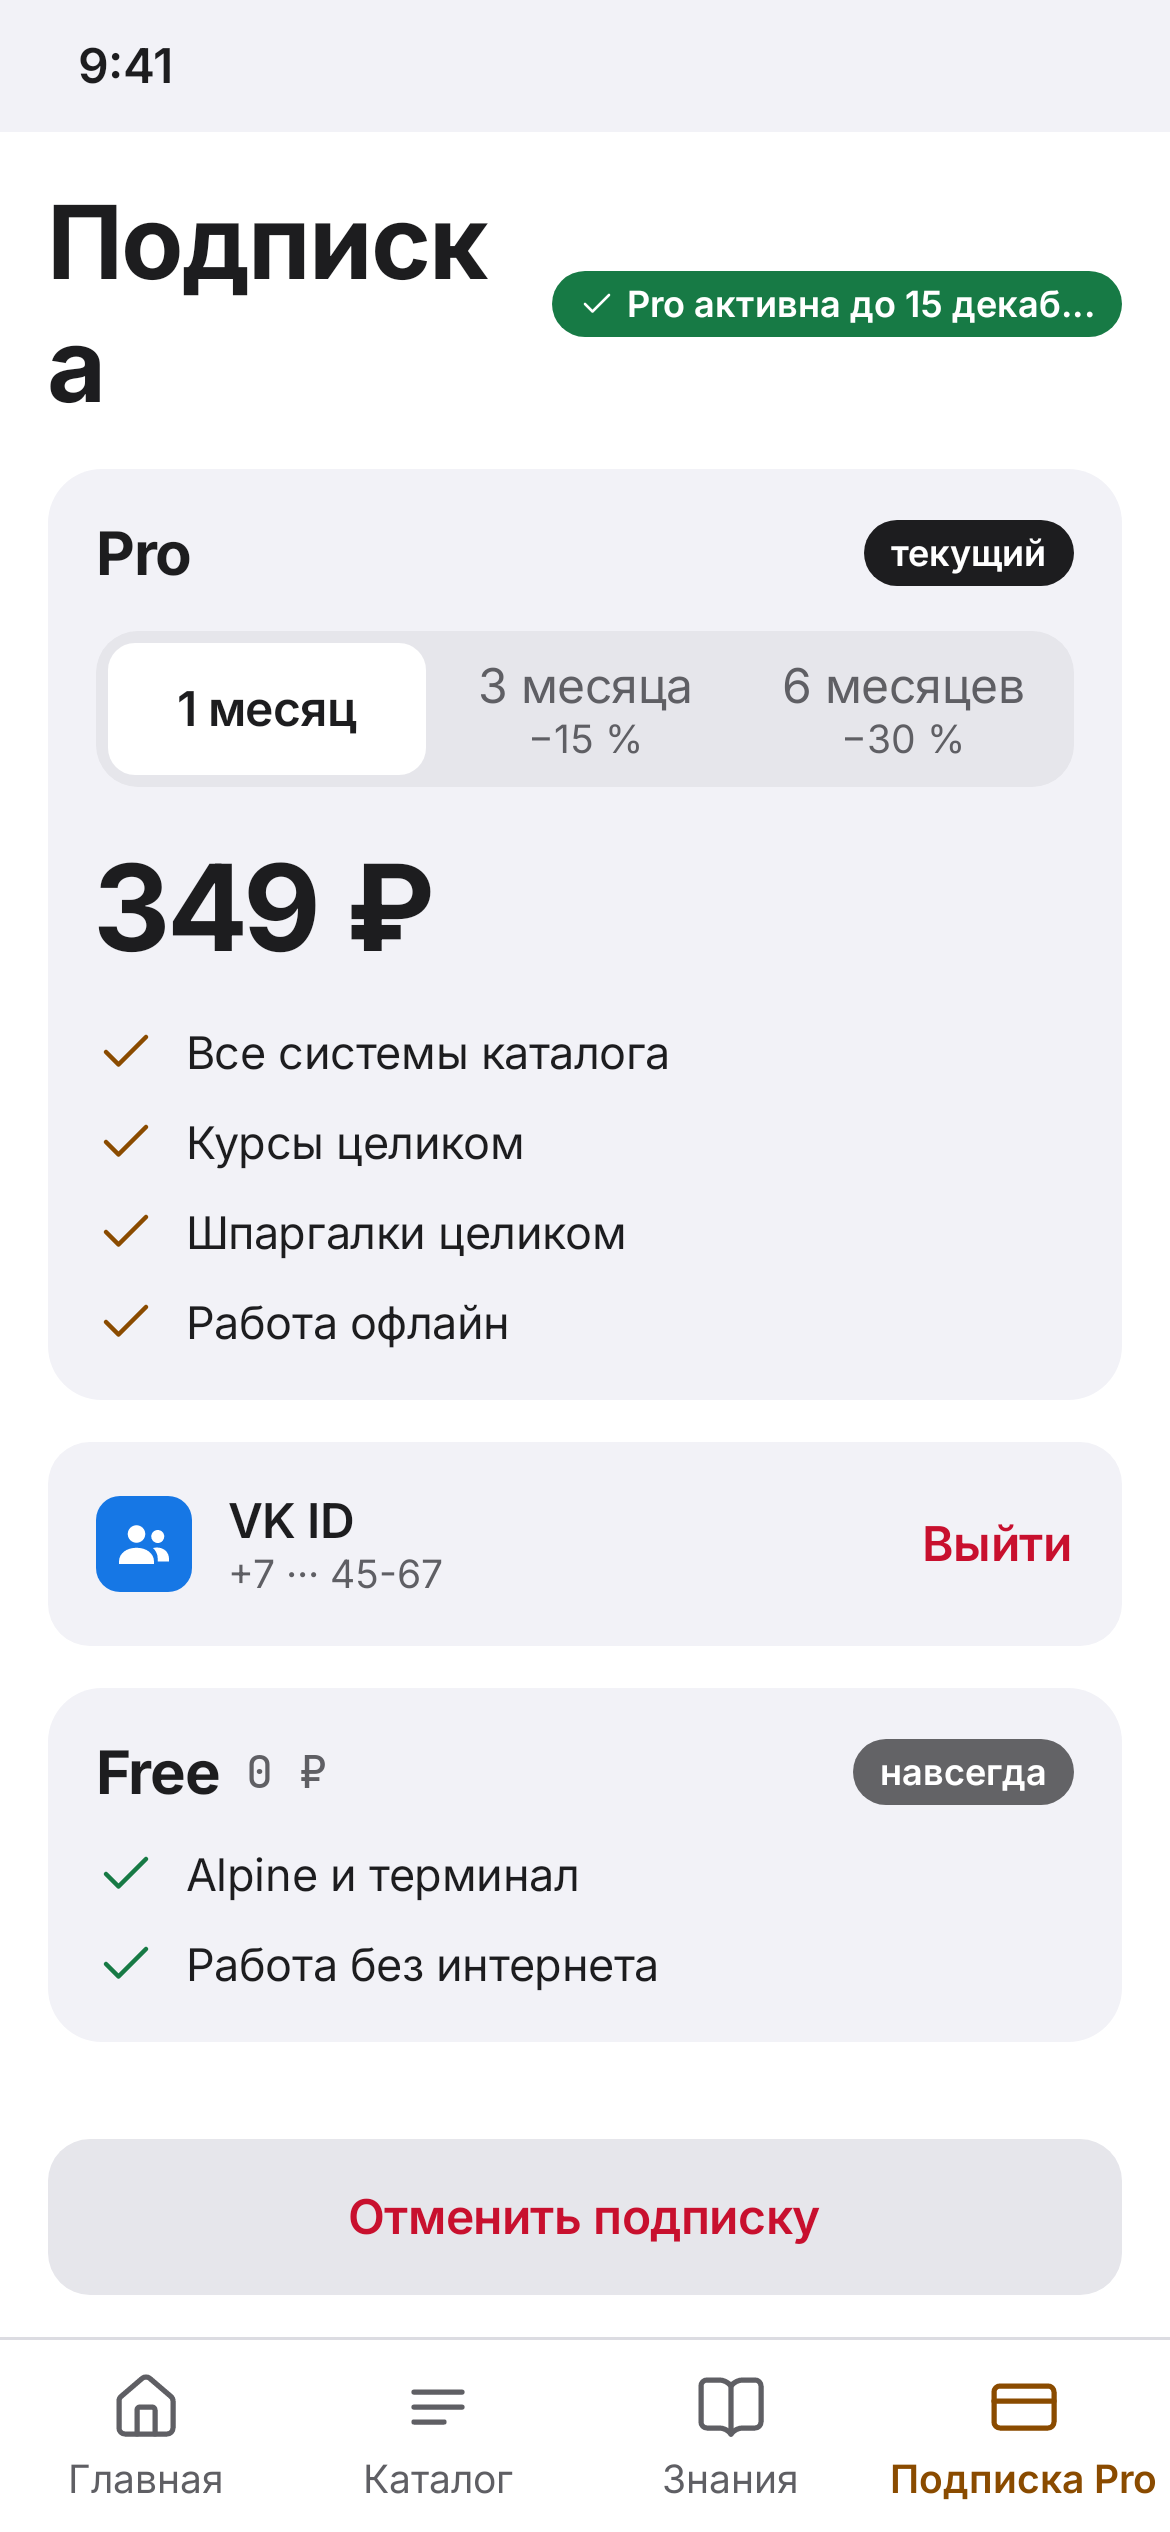 9:41
Подписк
а
Pro активна до 15 декаб...
Pro
текущий
1 месяц
3 месяца
−15 %
6 месяцев
−30 %
349 ₽
Все системы каталога
Курсы целиком
Шпаргалки целиком
Работа офлайн
VK ID
+7 ··· 45-67
Выйти
Free 0 ₽
навсегда
Alpine и терминал
Работа без интернета
Отменить подписку
Главная
Каталог
Знания
Подписка Pro